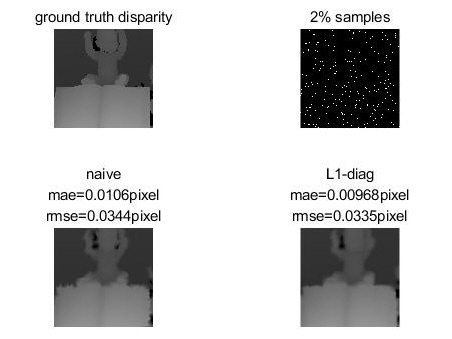 ground truth disparity
2% samples
naive
mae=0.0106pixel
rmse=0.0344pixel
L1-diag
mae=0.00968pixel
rmse=0.0335pixel